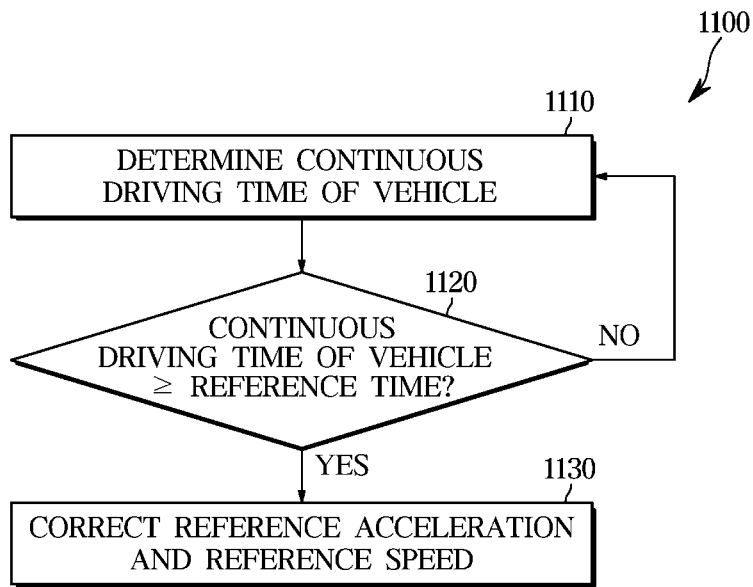 1100
1110
DETERMINE CONTINUOUS
DRIVING TIME OF VEHICLE
1120
CONTINUOUS
DRIVING TIME OF VEHICLE
≥ REFERENCE TIME?
NO
YES
1130
CORRECT REFERENCE ACCELERATION
AND REFERENCE SPEED